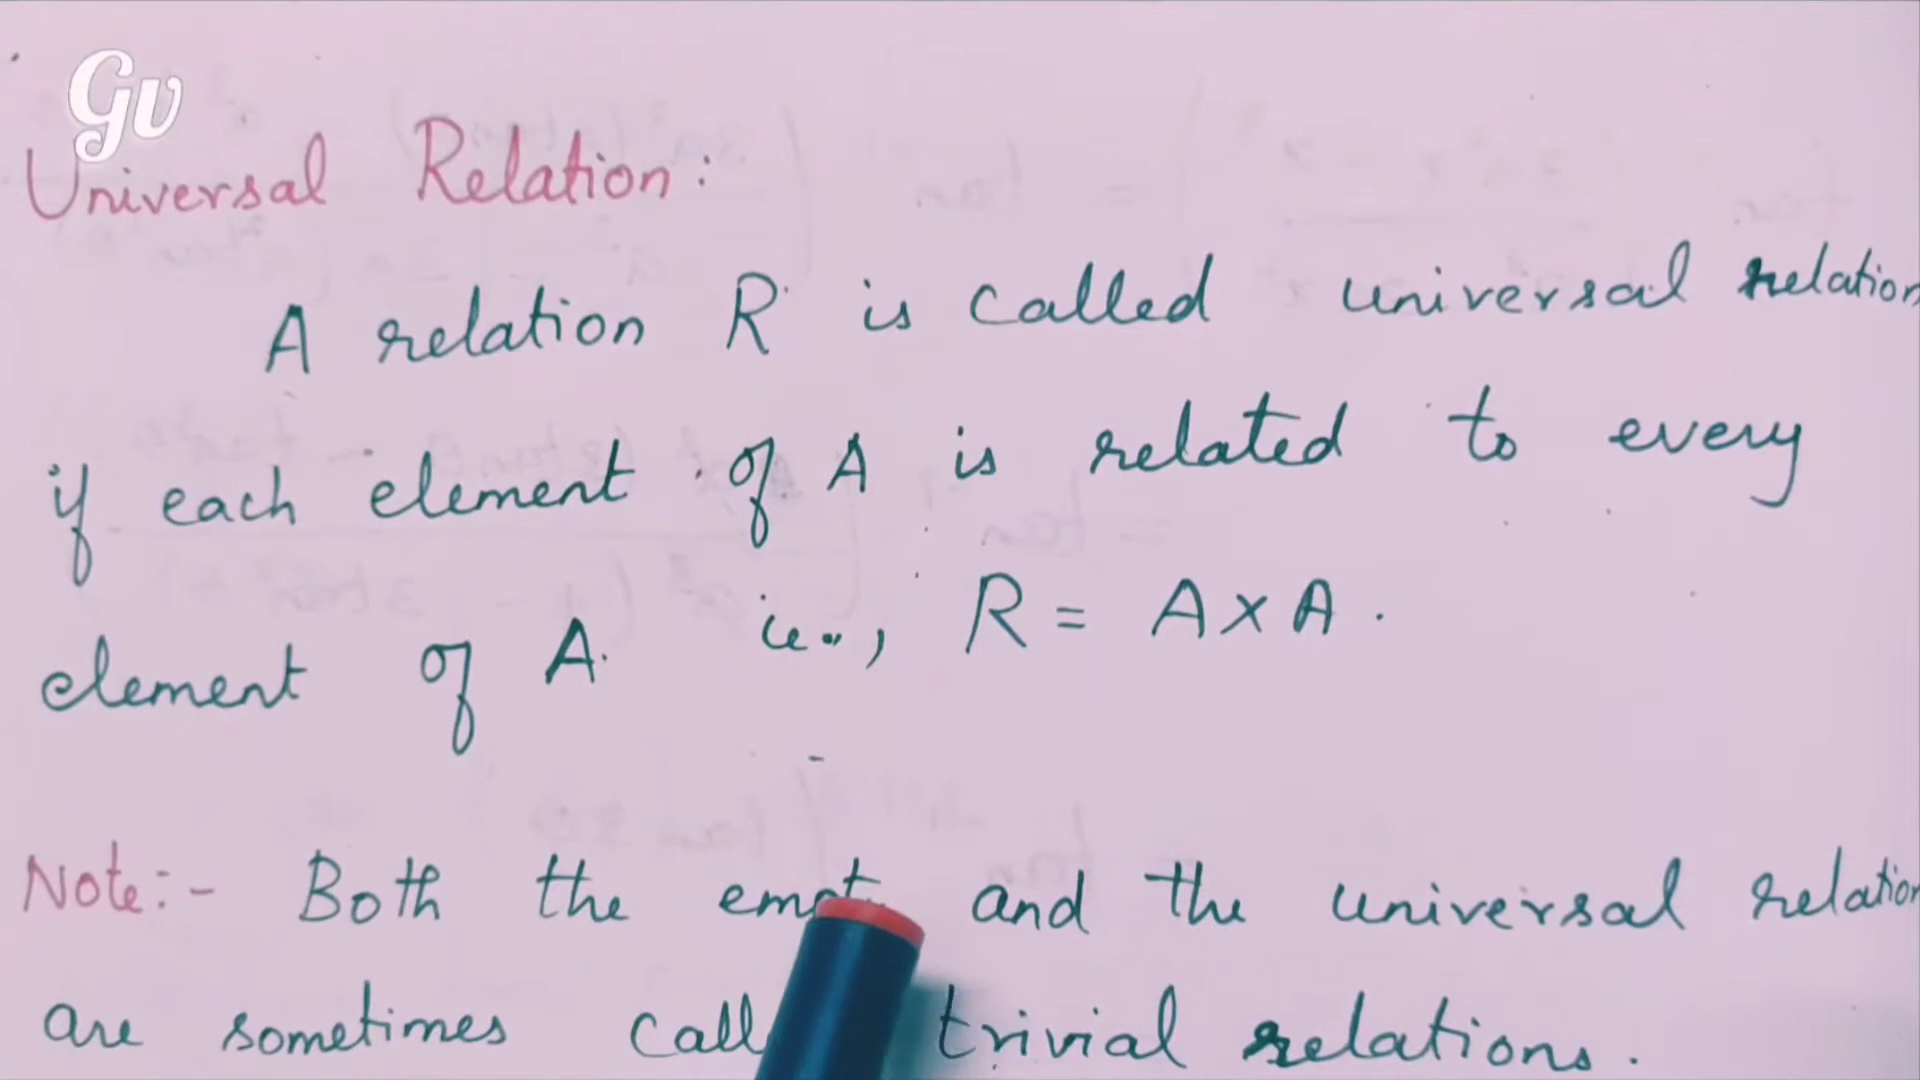 Gv
Universal Relation:
A relation R is called universal relation
if each element of A is related to every
element of A. ie., R = A × A.
Note:- Both the and the universal relation
are sometimes trivial relations.